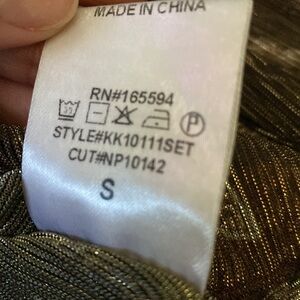 MADE IN CHINA
RN#165594
STYLE#KK10111SET
CUT#NP10142
S